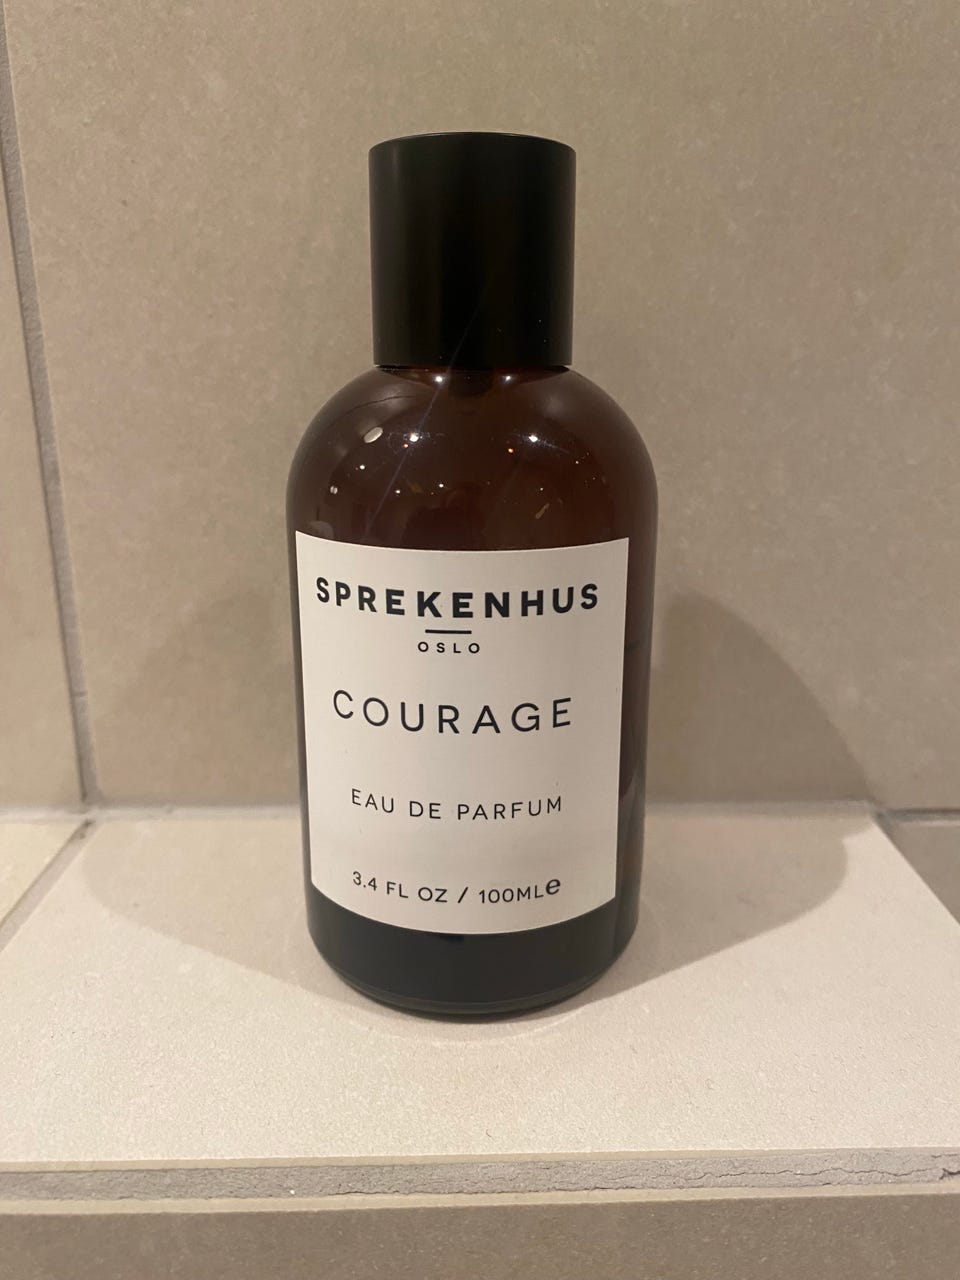 SPREKENHUS
OSLO
COURAGE
EAU DE PARFUM
3.4 FL OZ / 100ML℮